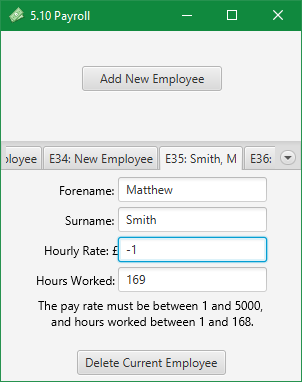 5.10 Payroll
Add New Employee
ployee E34: New Employee E35: Smith, M E36:
Forename: Matthew
Surname: Smith
Hourly Rate: £ -1
Hours Worked: 169
The pay rate must be between 1 and 5000,
and hours worked between 1 and 168.
Delete Current Employee